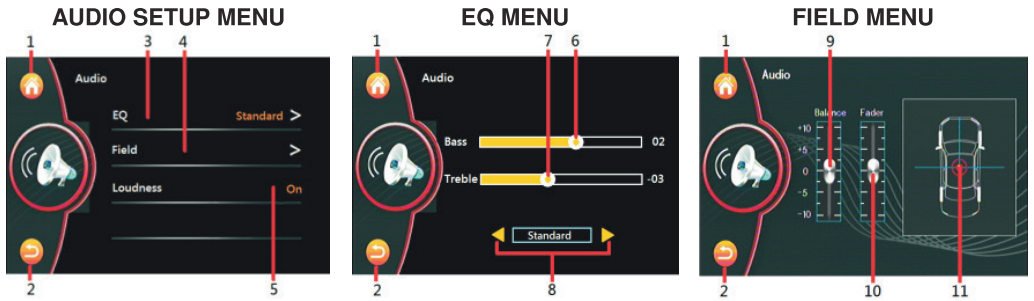 AUDIO SETUP MENU
1 3 4
Audio
EQ Standard >
Field >
Loudness On
2 5
EQ MENU
1 7 6
Audio
Bass 02
Treble -03
Standard
2 8
FIELD MENU
1 9
Audio
Balance Fader
+10
+5
0
-5
-10
2 10 11